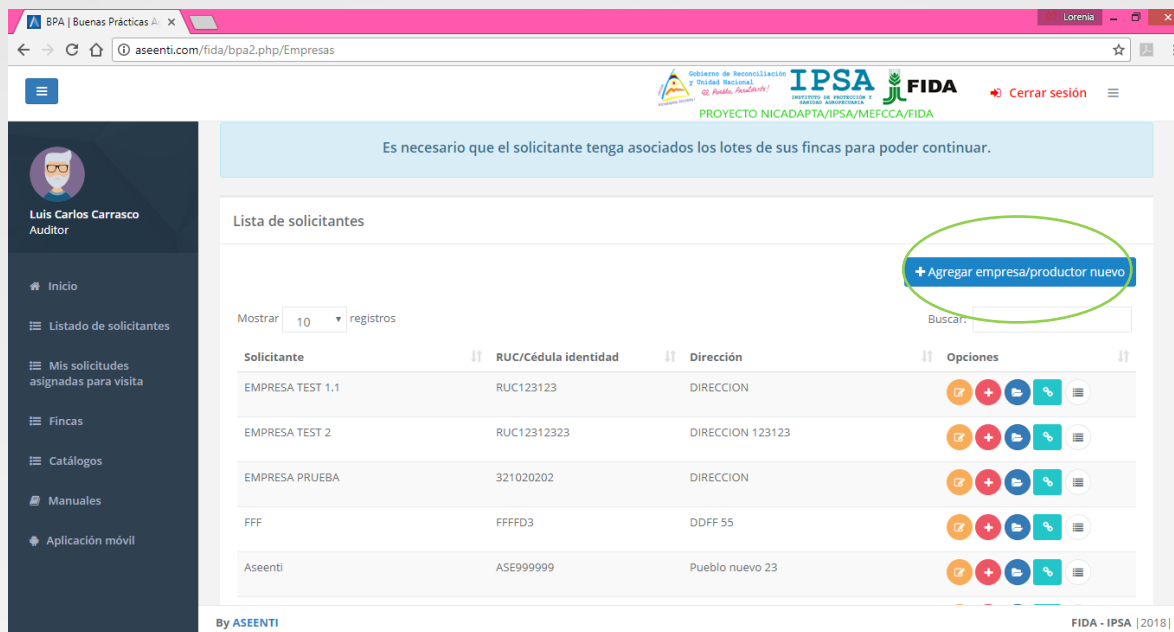 BPA | Buenas Prácticas A
Lorenia
aseenti.com/fida/bpa2.php/Empresas
Gobierno de Reconciliación
y Unidad Nacional
El Pueblo, Presidente!
IPSA
INSTITUTO DE PROTECCIÓN Y
SANIDAD AGROPECUARIA
FIDA
PROYECTO NICADAPTA/IPSA/MEFCCA/FIDA
Cerrar sesión
Luis Carlos Carrasco
Auditor
Inicio
Listado de solicitantes
Mis solicitudes
asignadas para visita
Fincas
Catálogos
Manuales
Aplicación móvil
Es necesario que el solicitante tenga asociados los lotes de sus fincas para poder continuar.
Lista de solicitantes
+ Agregar empresa/productor nuevo
Mostrar 10 registros
Buscar:
Solicitante RUC/Cédula identidad Dirección Opciones
EMPRESA TEST 1.1 RUC123123 DIRECCION
EMPRESA TEST 2 RUC12312323 DIRECCION 123123
EMPRESA PRUEBA 321020202 DIRECCION
FFF FFFFD3 DDFF 55
Aseenti ASE999999 Pueblo nuevo 23
By ASEENTI
FIDA - IPSA |2018|